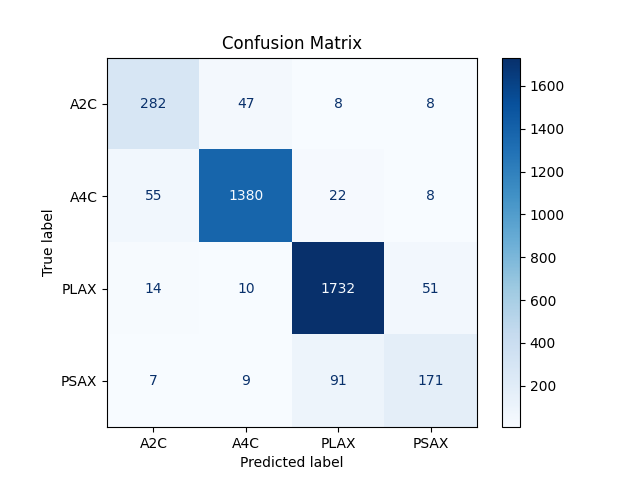 Confusion Matrix
True label
A2C 282 47 8 8
A4C 55 1380 22 8
PLAX 14 10 1732 51
PSAX 7 9 91 171
A2C A4C PLAX PSAX
Predicted label
1600
1400
1200
1000
800
600
400
200